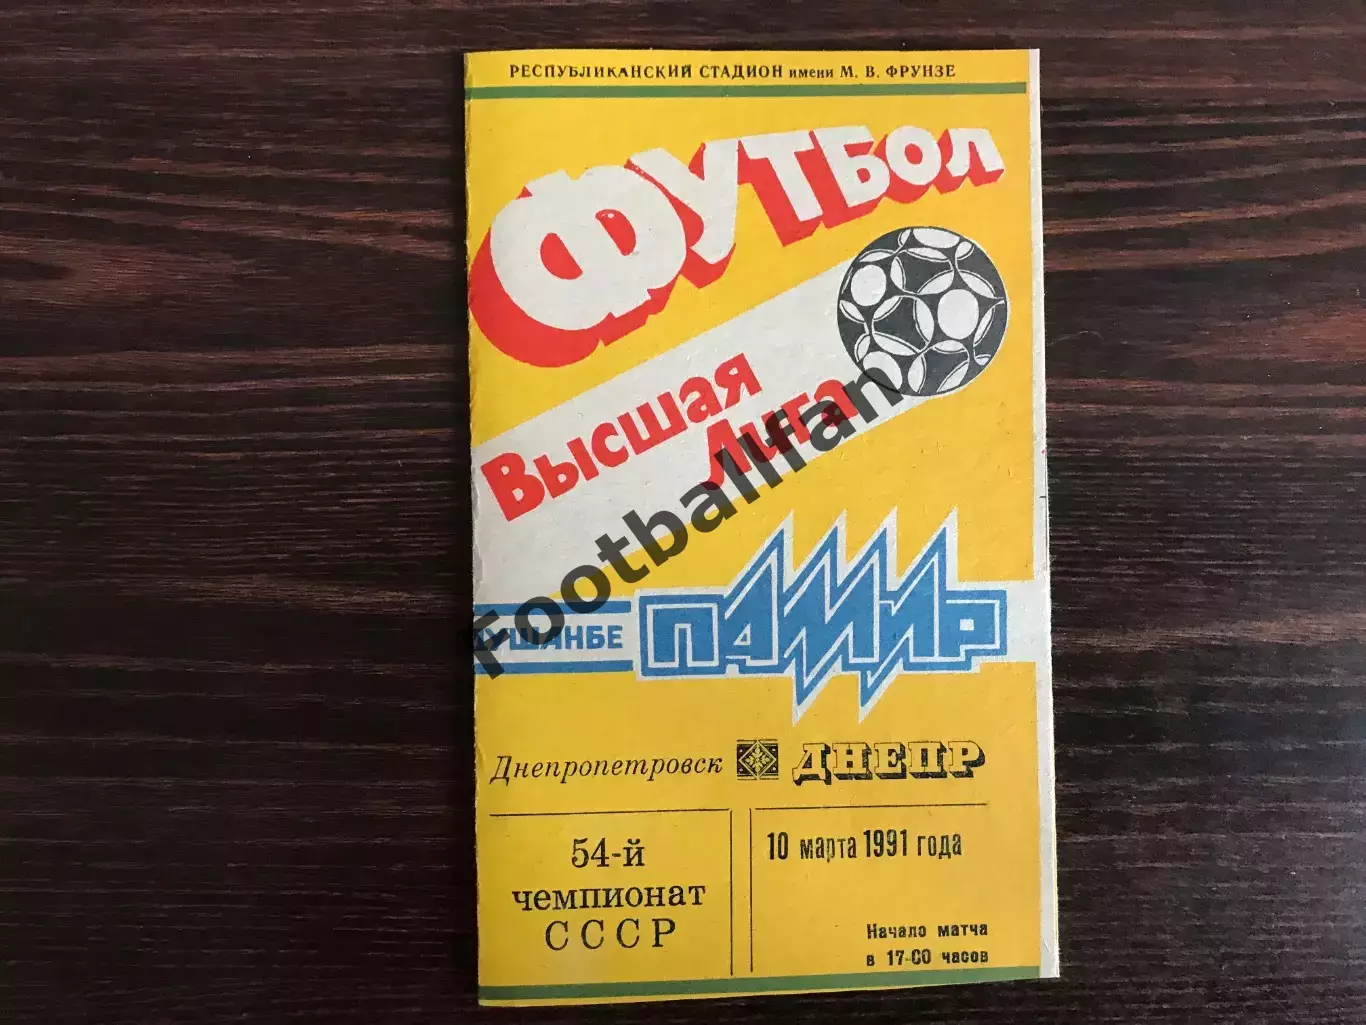 РЕСПУБЛИКАНСКИЙ СТАДИОН имени М. В. ФРУНЗЕ
ФУТБОЛ
Высшая
Лига
Footballfan
ДУШАНБЕ ПАМИР
Днепропетровск ДНЕПР
54-й
чемпионат
СССР
10 марта 1991 года
Начало матча
в 17-00 часов